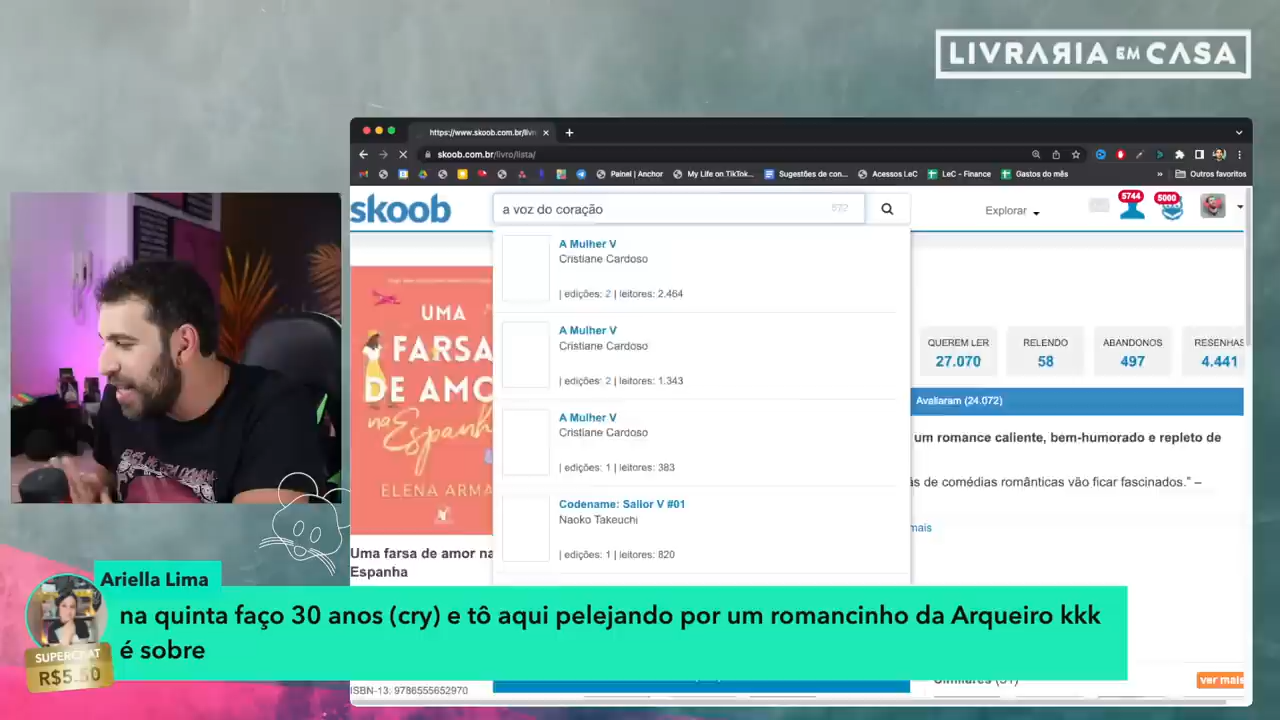 LIVRARIA EM CASA
https://www.skoob.com.br/livr
skoob.com.br/livro/lista/
Painel | Anchor
My Life on TikTok...
Sugestões de con...
Acessos LeC
LeC - Finance
Gastos do mês
»
Outros favoritos
skoob
a voz do coração
572
Explorar
5744
5000
A Mulher V
Cristiane Cardoso
| edições: 2 | leitores: 2.464
A Mulher V
Cristiane Cardoso
| edições: 2 | leitores: 1.343
A Mulher V
Cristiane Cardoso
| edições: 1 | leitores: 383
Codename: Sailor V #01
Naoko Takeuchi
| edições: 1 | leitores: 820
UMA
FARSA
DE AMOR
na Espanh
ELENA ARMA
Uma farsa de amor na
Espanha
QUEREM LER
27.070
RELENDO
58
ABANDONOS
497
RESENHAS
4.441
Avaliaram (24.072)
um romance caliente, bem-humorado e repleto de
ás de comédias românticas vão ficar fascinados.” –
mais
Ariella Lima
na quinta faço 30 anos (cry) e tô aqui pelejando por um romancinho da Arqueiro kkk
é sobre
SUPERCHAT
R$5.50
ISBN-13: 9786555652970
ver mais